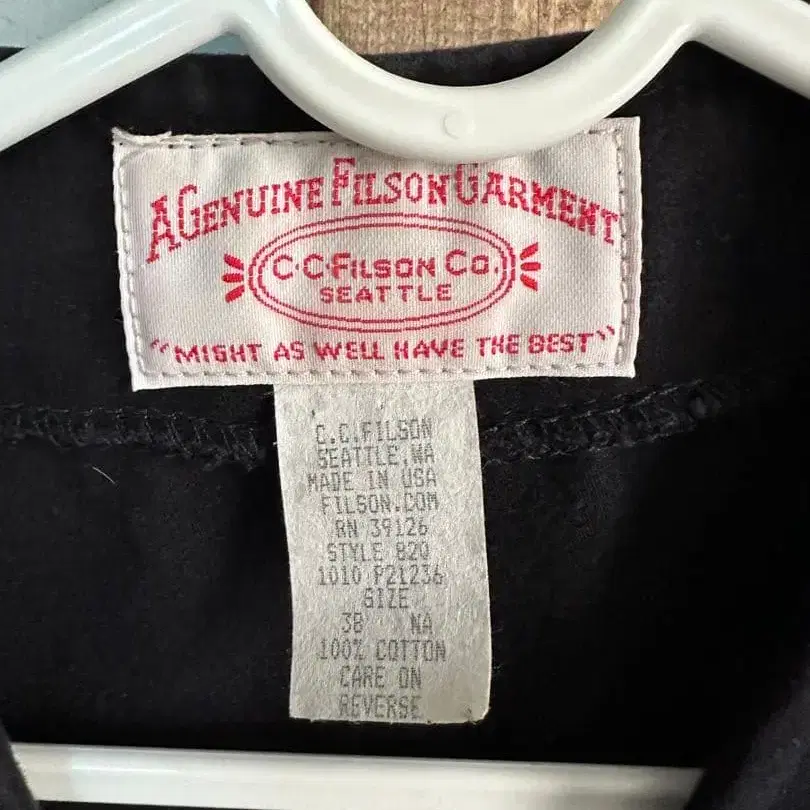 A GENUINE FILSON GARMENT
C·C·FILSON CO.
SEATTLE
"MIGHT AS WELL HAVE THE BEST"
C.C.FILSON
SEATTLE,WA
MADE IN USA
FILSON.COM
RN 39126
STYLE 820
1010 P21236
SIZE
38 NA
100% COTTON
CARE ON
REVERSE